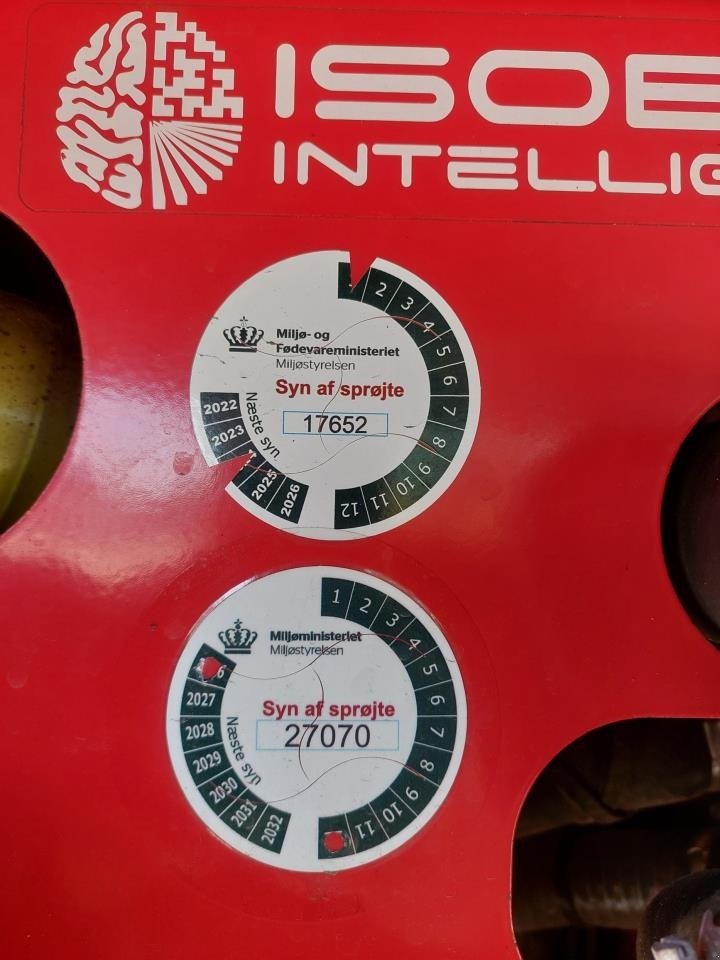 ISOB
INTELLIG
1 2 3 4 5 6 7 8 9 10 11 12
Miljø- og
Fødevareministeriet
Miljøstyrelsen
Syn af sprøjte
17652
Næste syn
2022
2023
2025
2026
1 2 3 4 5 6 7 8 9 10 11
Miljøministeriet
Miljøstyrelsen
Syn af sprøjte
27070
Næste syn
6
2027
2028
2029
2030
2031
2032